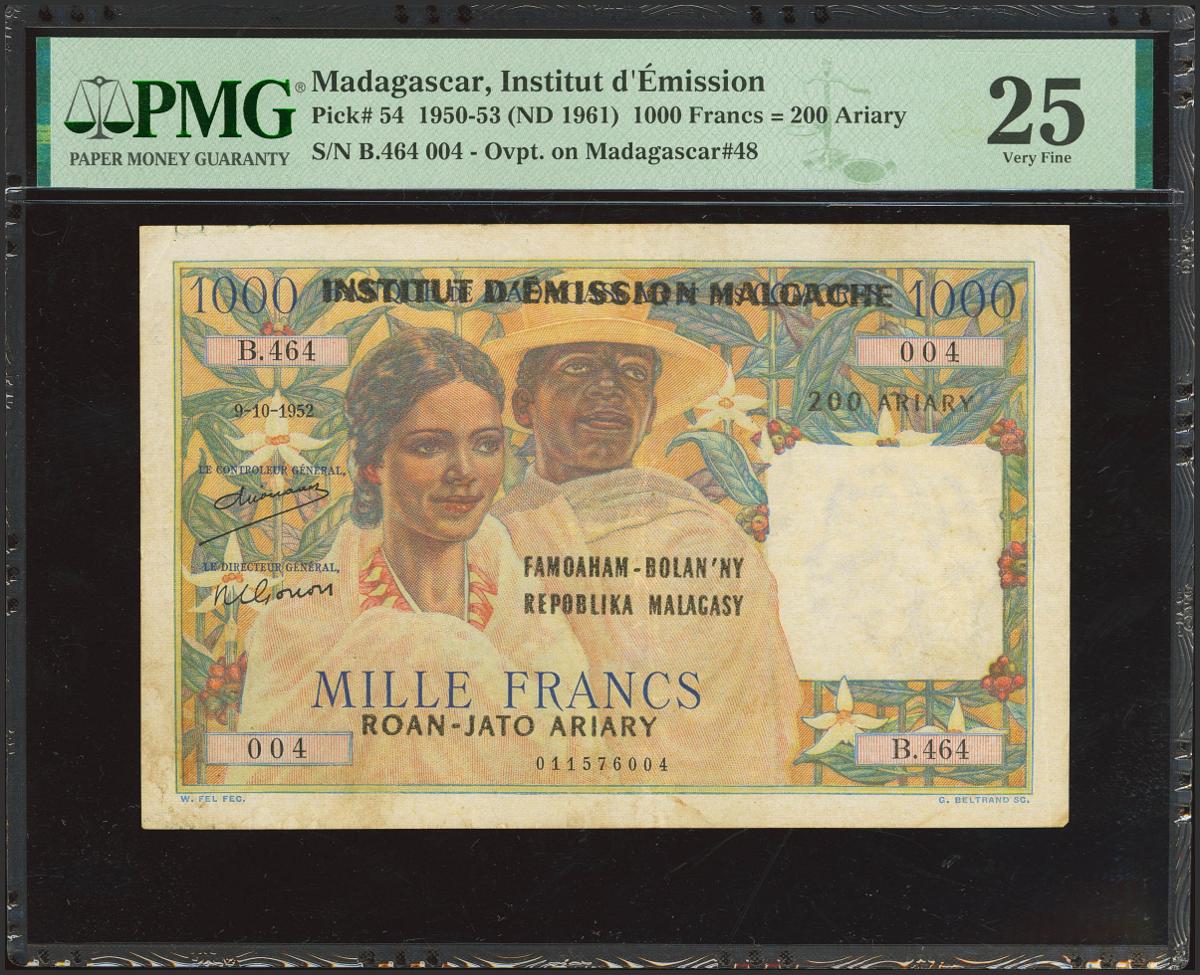 PMG®
PAPER MONEY GUARANTY
Madagascar, Institut d'Émission
Pick# 54 1950-53 (ND 1961) 1000 Francs = 200 Ariary
S/N B.464 004 - Ovpt. on Madagascar#48
25
Very Fine
1000 INSTITUT D'ÉMISSION MALGACHE 1000
B.464
004
9-10-1952
200 ARIARY
LE CONTROLEUR GÉNÉRAL,
LE DIRECTEUR GÉNÉRAL,
FAMOAHAM-BOLAN'NY
REPOBLIKA MALAGASY
MILLE FRANCS
ROAN-JATO ARIARY
004
B.464
011576004
W. FEL FEC.
G. BELTRAND SC.